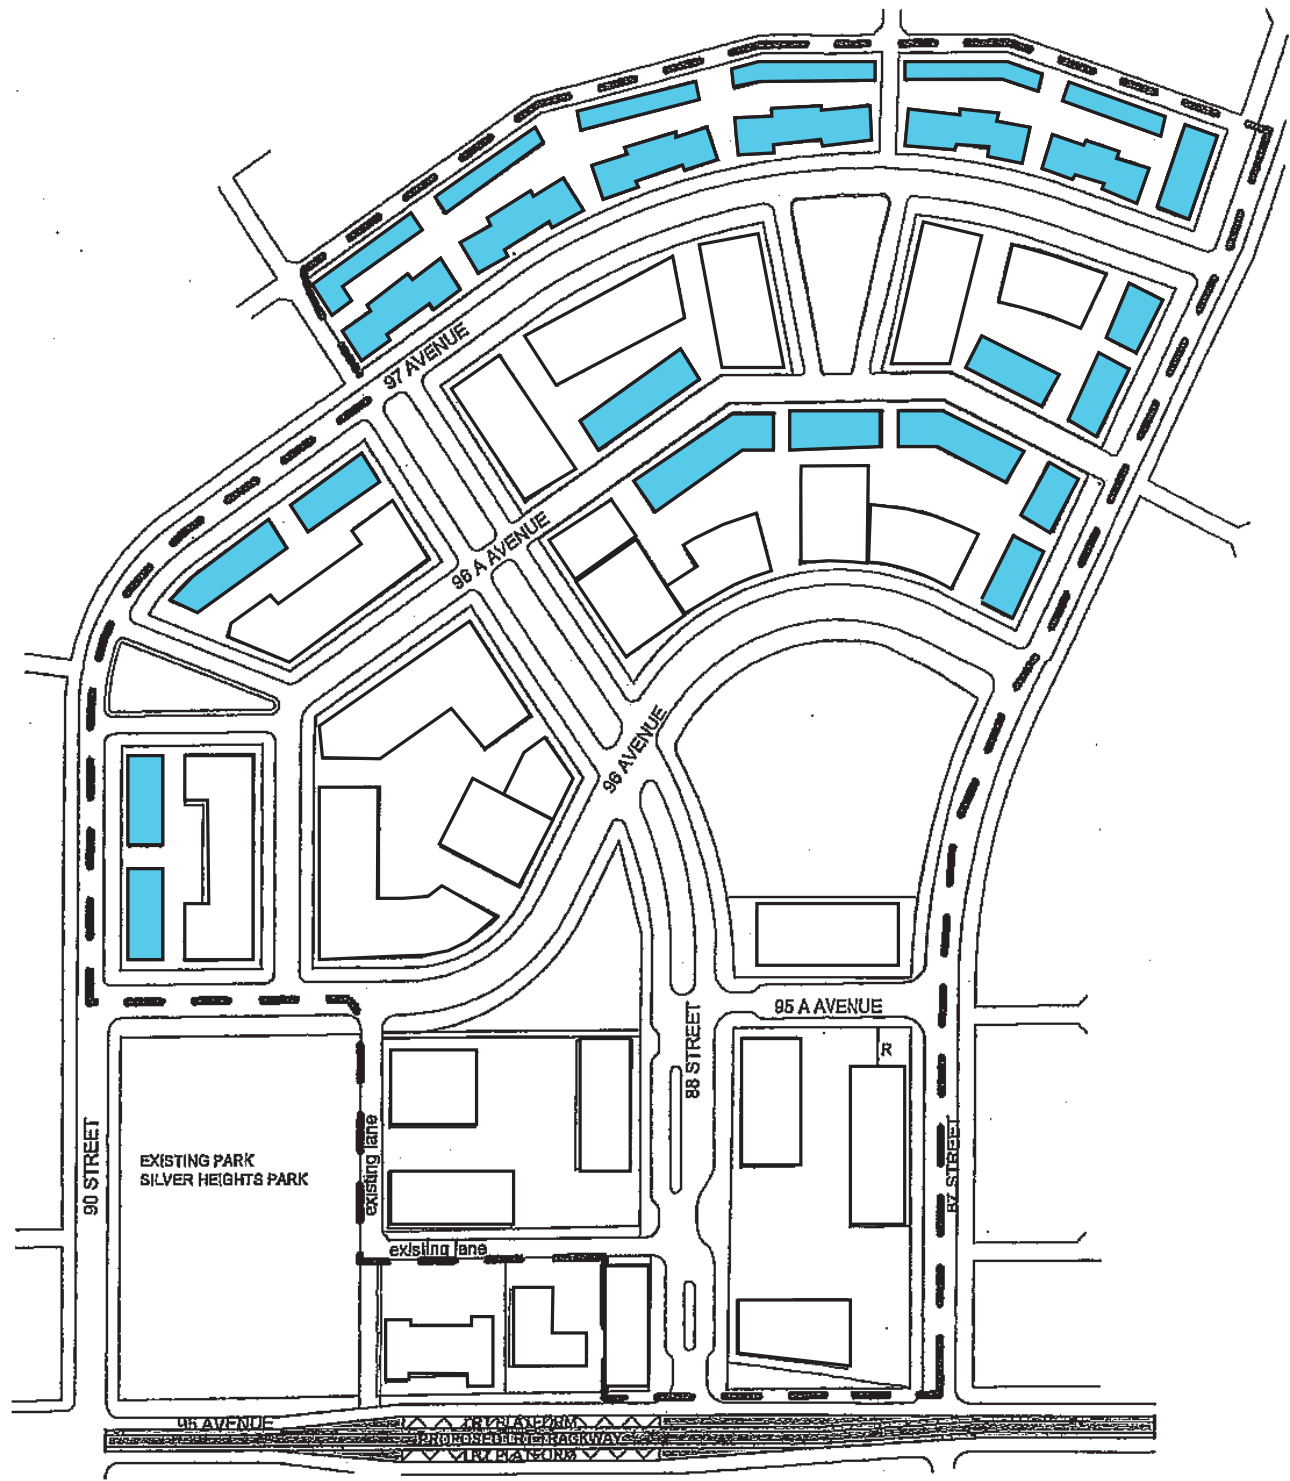 97 AVENUE
96 A AVENUE
96 AVENUE
95 A AVENUE
88 STREET
R
90 STREET
EXISTING PARK
SILVER HEIGHTS PARK
existing lane
87 STREET
existing lane
95 AVENUE
LRT PLATFORM
PROPOSED LRT TRACKWAY
LRT PLATFORM